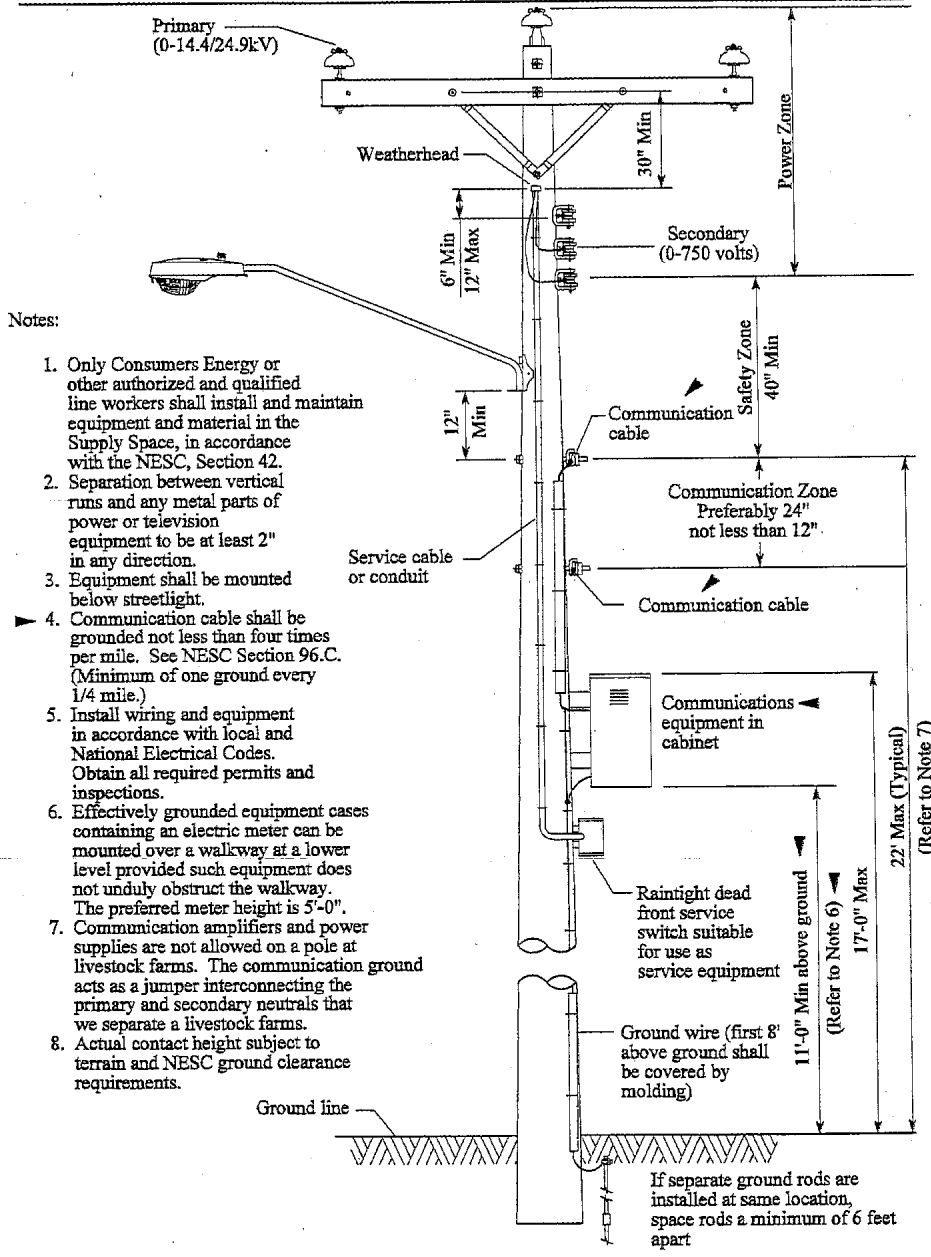 Primary
(0-14.4/24.9kV)
Weatherhead
30" Min
Power Zone
6" Min
12" Max
Secondary
(0-750 volts)
Safety Zone
40" Min
12"
Min
Communication
cable
Communication Zone
Preferably 24"
not less than 12"
Service cable
or conduit
Communication cable
Communications
equipment in
cabinet
22' Max (Typical)
(Refer to Note 7)
17'-0" Max
11'-0" Min above ground
(Refer to Note 6)
Raintight dead
front service
switch suitable
for use as
service equipment
Ground wire (first 8'
above ground shall
be covered by
molding)
Ground line
If separate ground rods are
installed at same location,
space rods a minimum of 6 feet
apart
Notes:
1. Only Consumers Energy or
other authorized and qualified
line workers shall install and maintain
equipment and material in the
Supply Space, in accordance
with the NESC, Section 42.
2. Separation between vertical
runs and any metal parts of
power or television
equipment to be at least 2"
in any direction.
3. Equipment shall be mounted
below streetlight.
4. Communication cable shall be
grounded not less than four times
per mile. See NESC Section 96.C.
(Minimum of one ground every
1/4 mile.)
5. Install wiring and equipment
in accordance with local and
National Electrical Codes.
Obtain all required permits and
inspections.
6. Effectively grounded equipment cases
containing an electric meter can be
mounted over a walkway at a lower
level provided such equipment does
not unduly obstruct the walkway.
The preferred meter height is 5'-0".
7. Communication amplifiers and power
supplies are not allowed on a pole at
livestock farms. The communication ground
acts as a jumper interconnecting the
primary and secondary neutrals that
we separate a livestock farms.
8. Actual contact height subject to
terrain and NESC ground clearance
requirements.